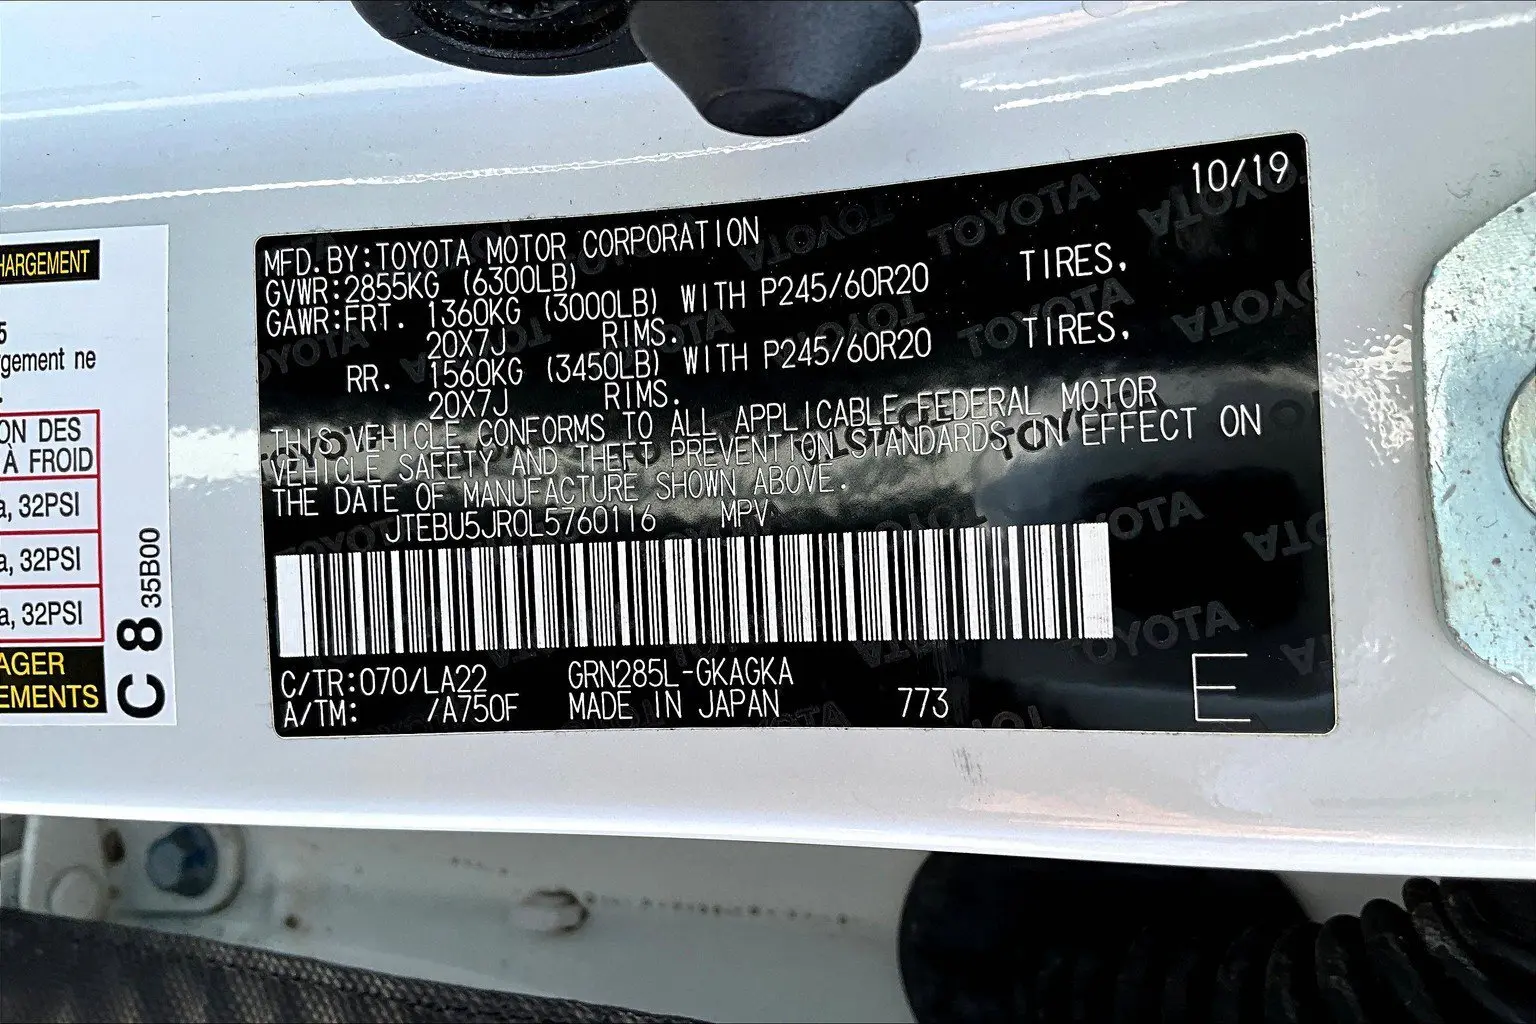 HARGEMENT
5
rgement ne
ON DES
À FROID
a, 32PSI
a, 32PSI
a, 32PSI
AGER
EMENTS
C 8
35B00
10/19
MFD.BY:TOYOTA MOTOR CORPORATION
GVWR:2855KG (6300LB)
GAWR:FRT. 1360KG (3000LB) WITH P245/60R20 TIRES,
20X7J RIMS.
RR. 1560KG (3450LB) WITH P245/60R20 TIRES,
20X7J RIMS.
THIS VEHICLE CONFORMS TO ALL APPLICABLE FEDERAL MOTOR
VEHICLE SAFETY AND THEFT PREVENTION STANDARDS IN EFFECT ON
THE DATE OF MANUFACTURE SHOWN ABOVE.
JTEBU5JR0L5760116 MPV
C/TR:070/LA22 GRN285L-GKAGKA
A/TM: /A750F MADE IN JAPAN 773 E